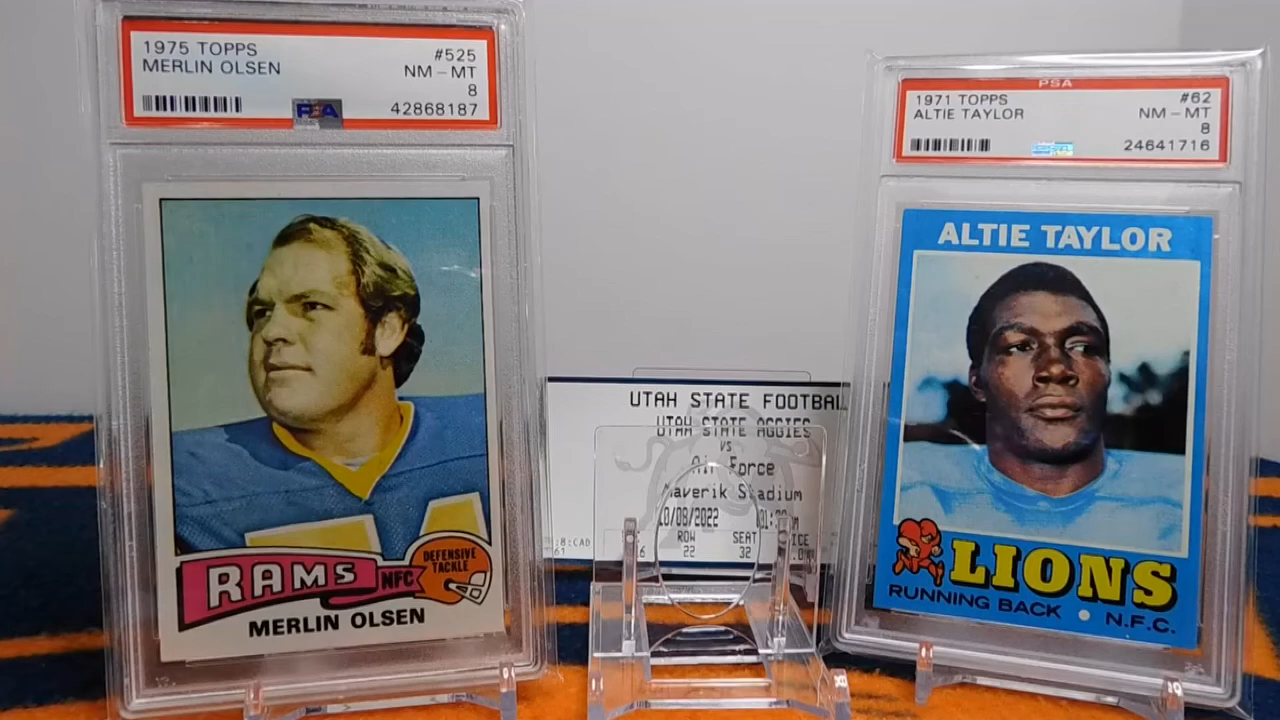 1975 TOPPS #525
MERLIN OLSEN NM-MT
8
PSA 42868187
RAMS NFC DEFENSIVE TACKLE
MERLIN OLSEN
UTAH STATE FOOTBAL
UTAH STATE AGGIES
VS
Air Force
Maverik Stadium
10/08/2022
ROW SEAT
22 32
PSA
1971 TOPPS #62
ALTIE TAYLOR NM-MT
8
24641716
ALTIE TAYLOR
LIONS
RUNNING BACK • N.F.C.